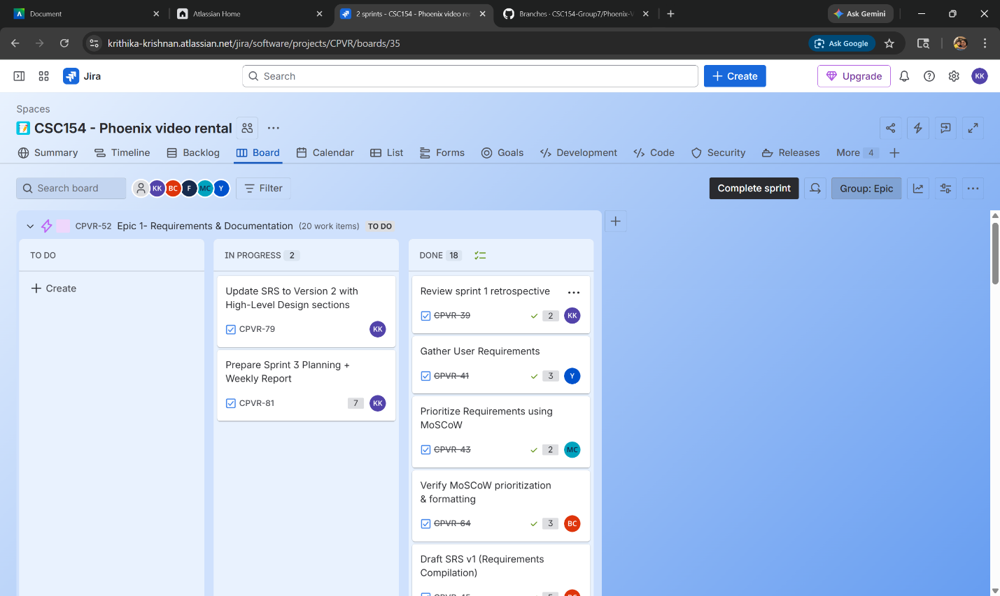 Document
Atlassian Home
2 sprints - CSC154 - Phoenix video re
Branches · CSC154-Group7/Phoenix-V
Ask Gemini
krithika-krishnan.atlassian.net/jira/software/projects/CPVR/boards/35
Ask Google
Jira
Search
Create
Upgrade
KK
Spaces
CSC154 - Phoenix video rental
Summary
Timeline
Backlog
Board
Calendar
List
Forms
Goals
Development
Code
Security
Releases
More 4
Search board
KK BC F MC Y
Filter
Complete sprint
Group: Epic
CPVR-52 Epic 1- Requirements & Documentation (20 work items) TO DO
TO DO
IN PROGRESS 2
DONE 18
Create
Update SRS to Version 2 with
High-Level Design sections
CPVR-79
KK
Prepare Sprint 3 Planning +
Weekly Report
CPVR-81
7 KK
Review sprint 1 retrospective
CPVR-39
2 KK
Gather User Requirements
CPVR-41
3 Y
Prioritize Requirements using
MoSCoW
CPVR-43
2 MC
Verify MoSCoW prioritization
& formatting
CPVR-64
3 BC
Draft SRS v1 (Requirements
Compilation)